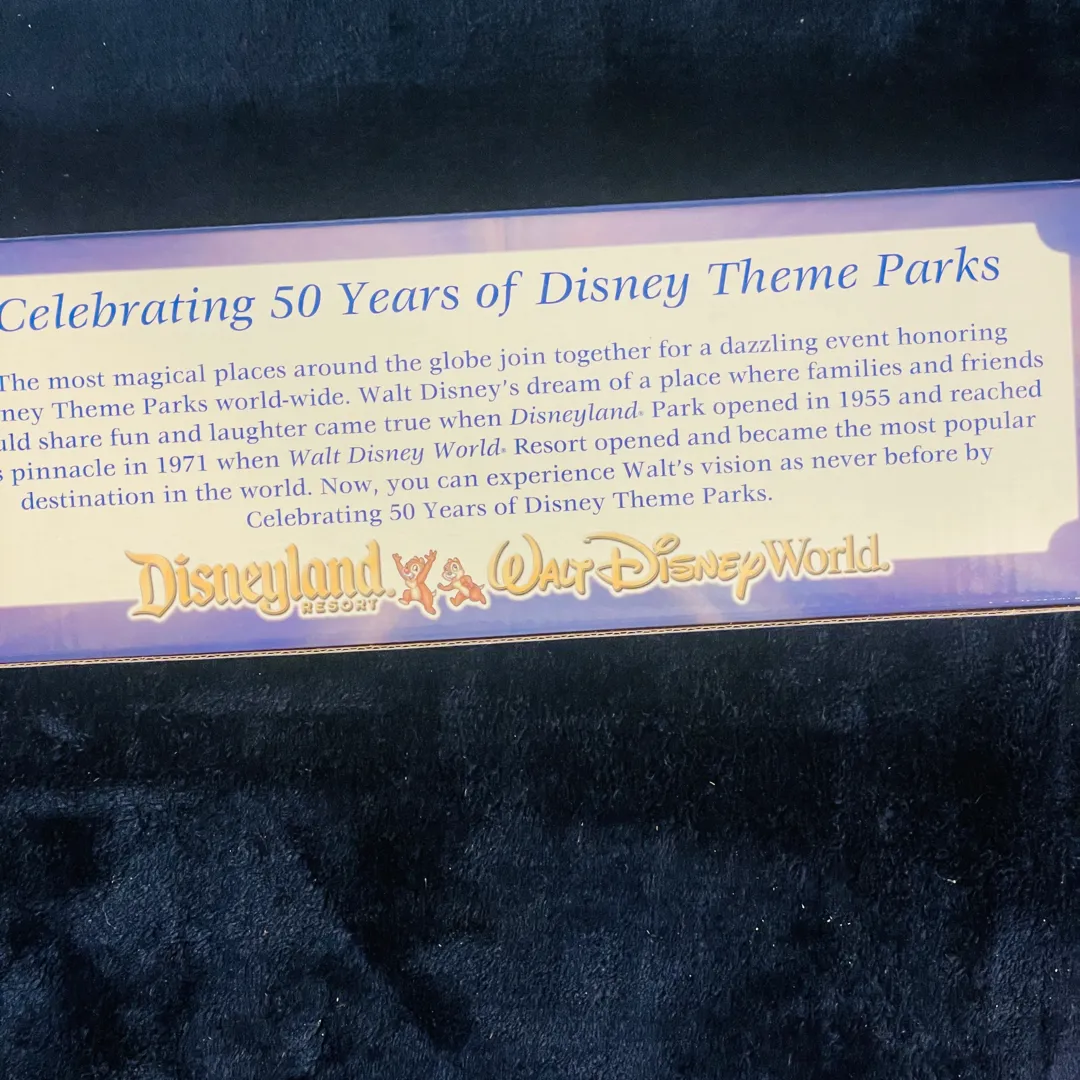 Celebrating 50 Years of Disney Theme Parks
The most magical places around the globe join together for a dazzling event honoring
ney Theme Parks world-wide. Walt Disney's dream of a place where families and friends
uld share fun and laughter came true when Disneyland® Park opened in 1955 and reached
s pinnacle in 1971 when Walt Disney World® Resort opened and became the most popular
destination in the world. Now, you can experience Walt's vision as never before by
Celebrating 50 Years of Disney Theme Parks.
Disneyland® RESORT WALT DISNEY World®